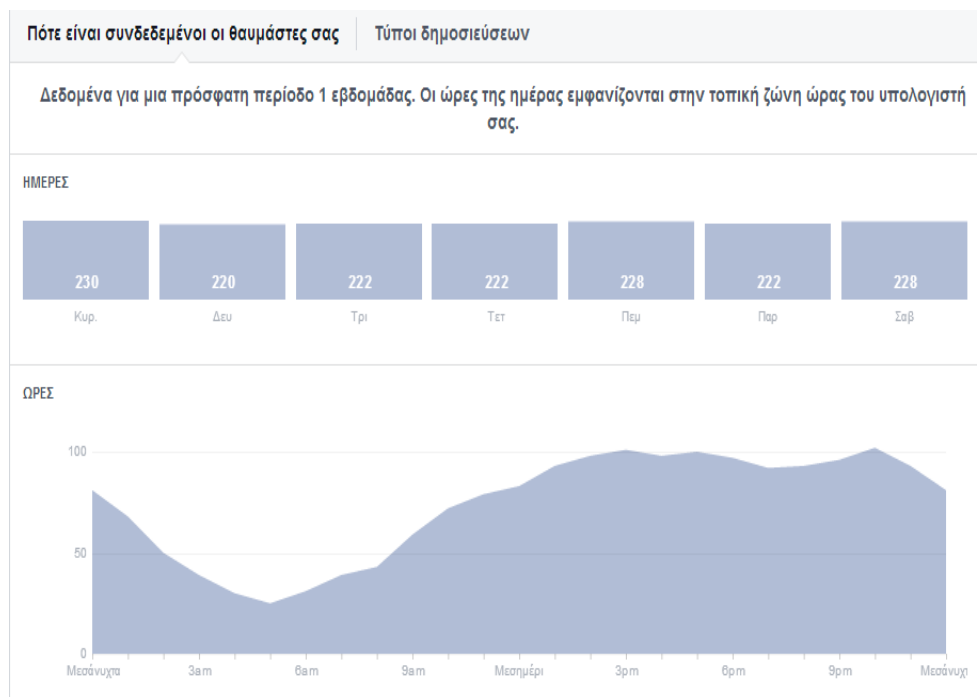 Πότε είναι συνδεδεμένοι οι θαυμάστες σας Τύποι δημοσιεύσεων
Δεδομένα για μια πρόσφατη περίοδο 1 εβδομάδας. Οι ώρες της ημέρας εμφανίζονται στην τοπική ζώνη ώρας του υπολογιστή
σας.
ΗΜΕΡΕΣ
230 220 222 222 228 222 228
Κυρ. Δευ Τρι Τετ Πεμ Παρ Σαβ
ΩΡΕΣ
100
50
0
Μεσάνυχτα 3am 6am 9am Μεσημέρι 3pm 6pm 9pm Μεσάνυχ